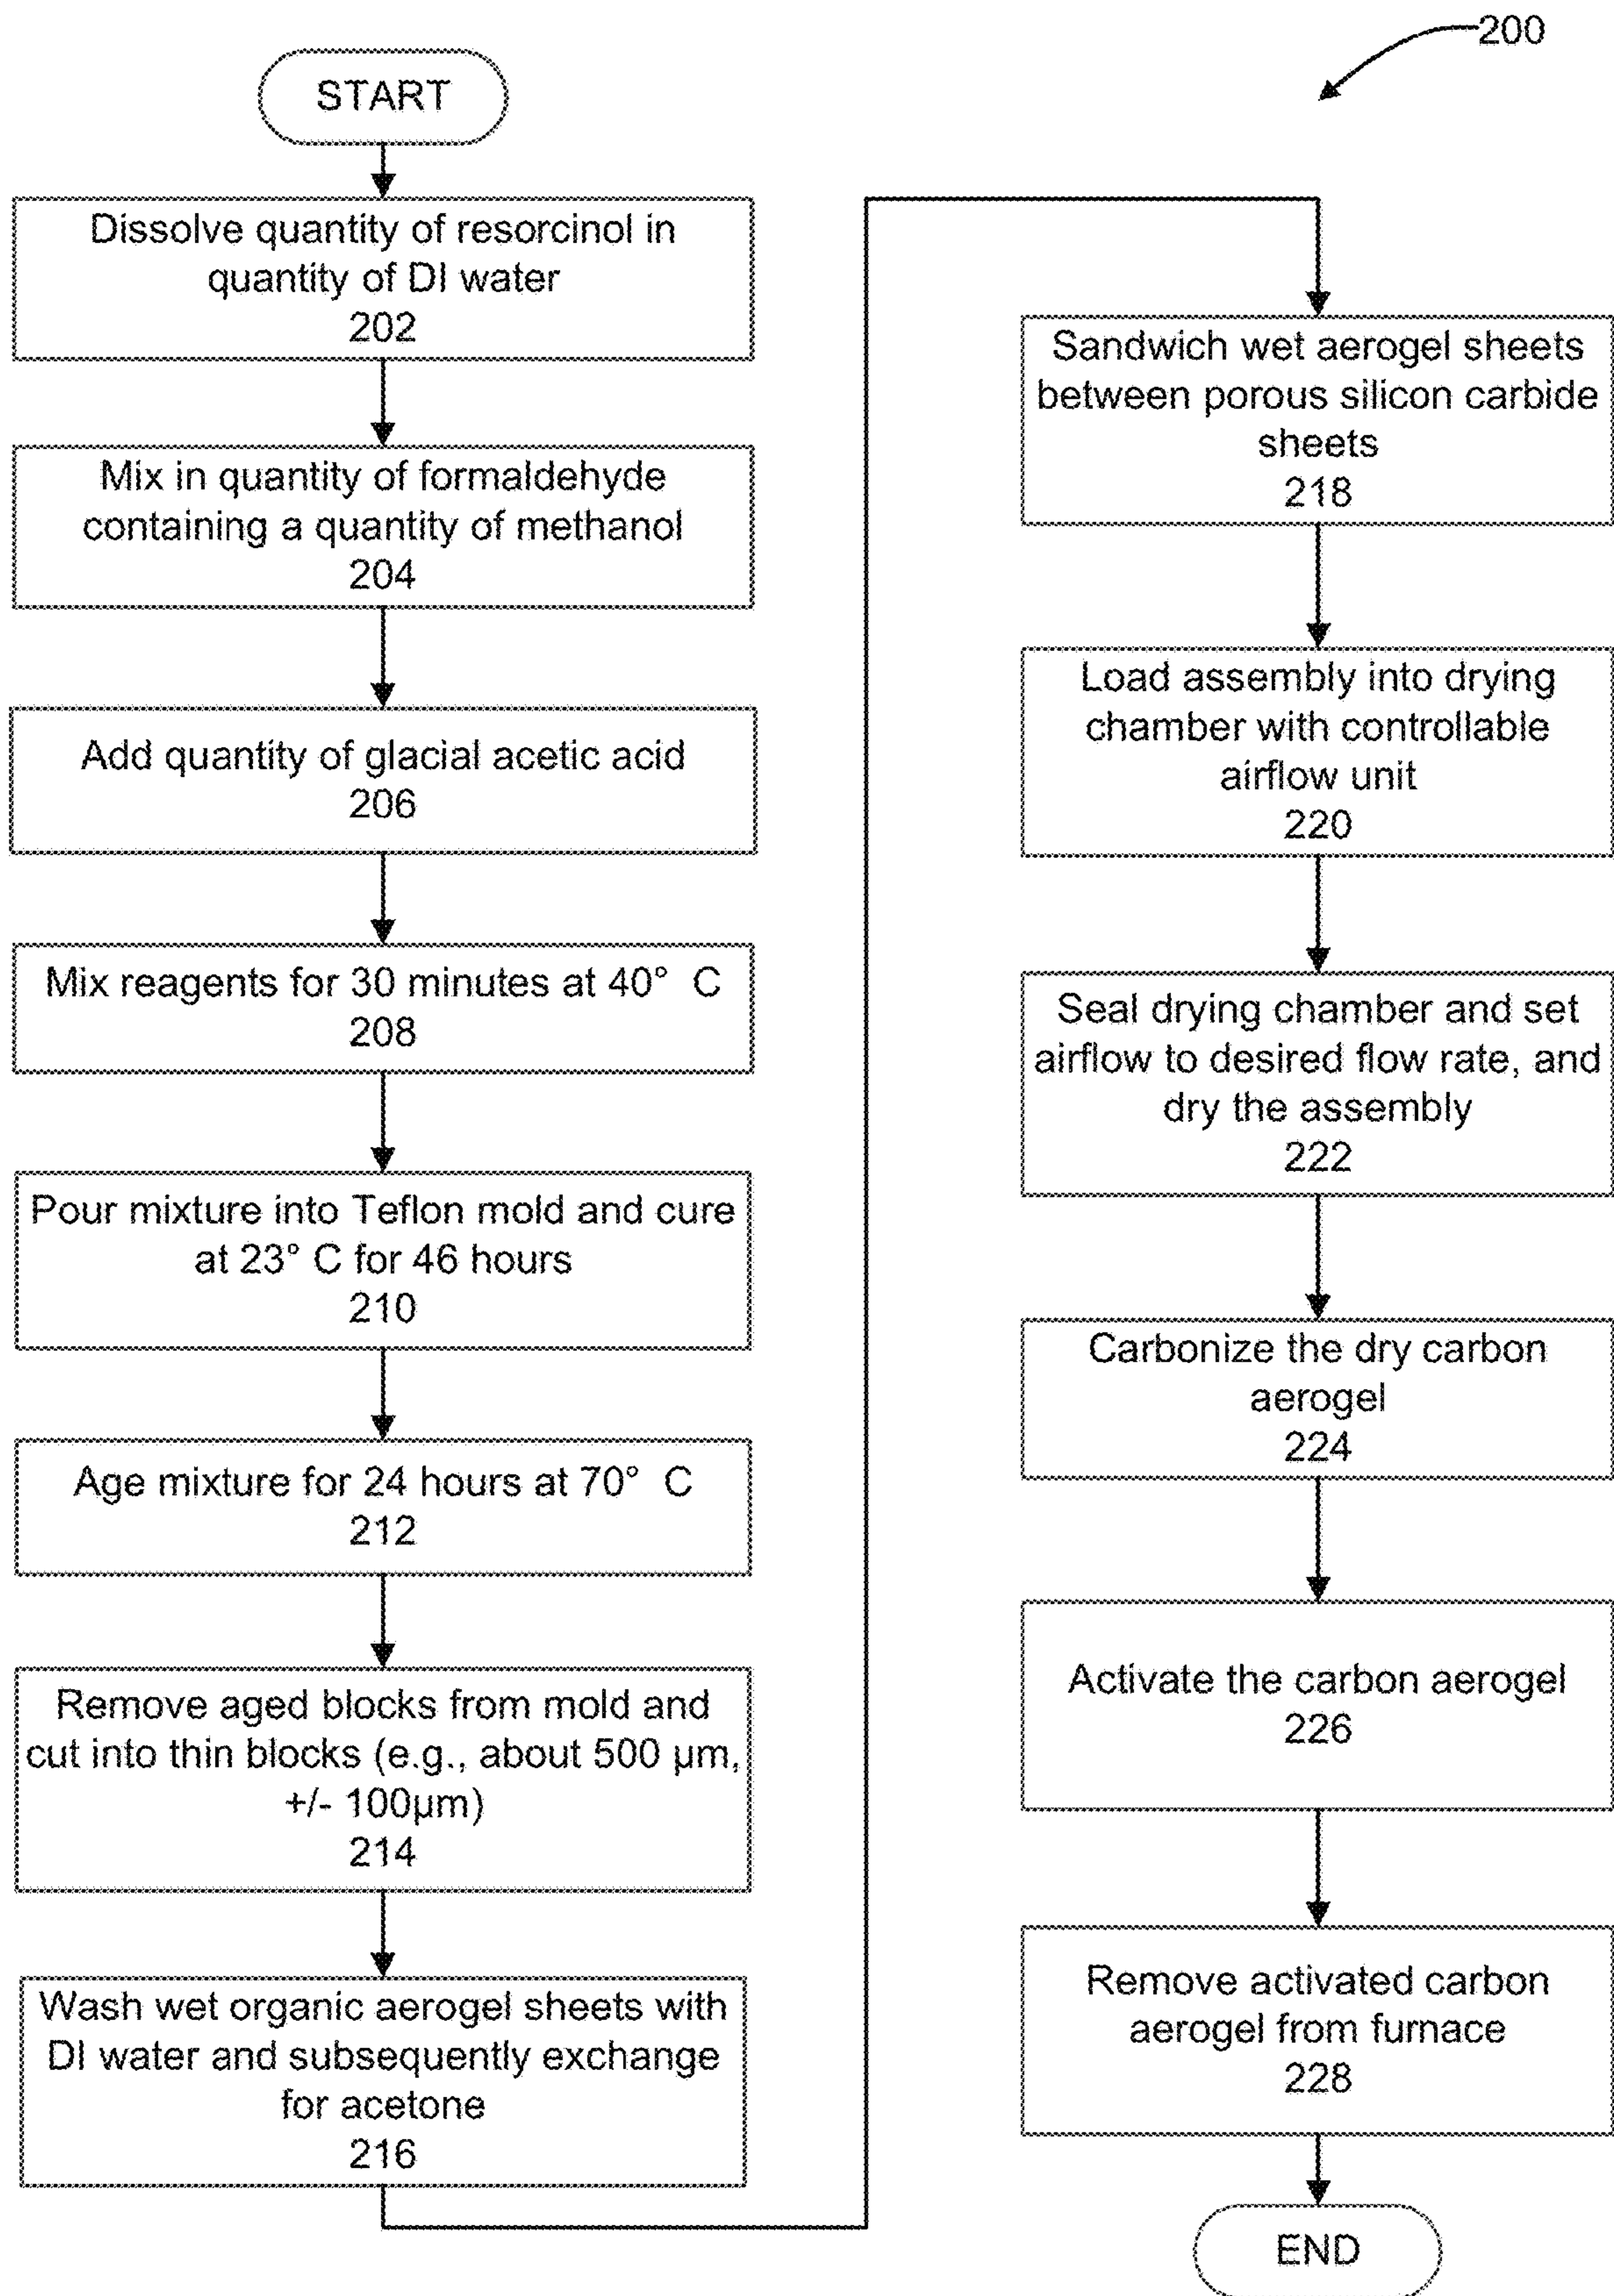 200
START
Dissolve quantity of resorcinol in
quantity of DI water
202
Mix in quantity of formaldehyde
containing a quantity of methanol
204
Add quantity of glacial acetic acid
206
Mix reagents for 30 minutes at 40° C
208
Pour mixture into Teflon mold and cure
at 23° C for 46 hours
210
Age mixture for 24 hours at 70° C
212
Remove aged blocks from mold and
cut into thin blocks (e.g., about 500 µm,
+/- 100µm)
214
Wash wet organic aerogel sheets with
DI water and subsequently exchange
for acetone
216
Sandwich wet aerogel sheets
between porous silicon carbide
sheets
218
Load assembly into drying
chamber with controllable
airflow unit
220
Seal drying chamber and set
airflow to desired flow rate, and
dry the assembly
222
Carbonize the dry carbon
aerogel
224
Activate the carbon aerogel
226
Remove activated carbon
aerogel from furnace
228
END